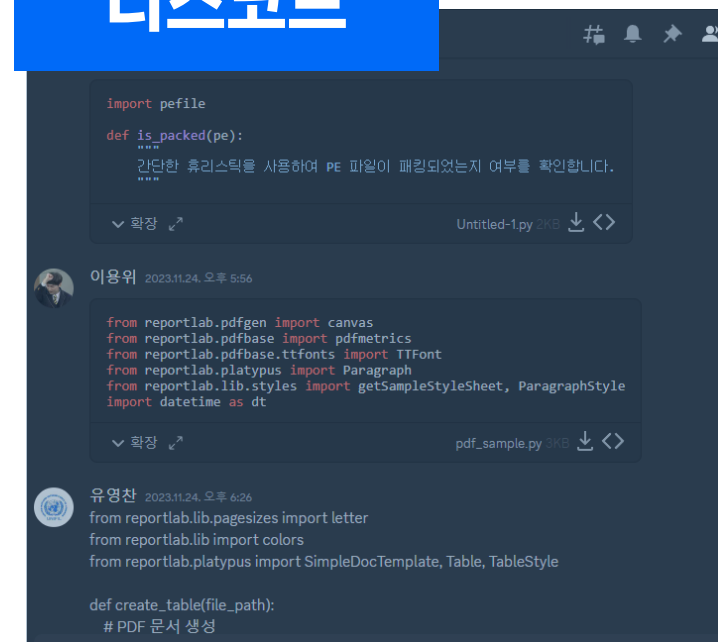 디스코드
import pefile
def is_packed(pe):
"""
간단한 휴리스틱을 사용하여 PE 파일이 패킹되었는지 여부를 확인합니다.
"""
확장
Untitled-1.py 2KB
이용위 2023.11.24. 오후 5:56
from reportlab.pdfgen import canvas
from reportlab.pdfbase import pdfmetrics
from reportlab.pdfbase.ttfonts import TTFont
from reportlab.platypus import Paragraph
from reportlab.lib.styles import getSampleStyleSheet, ParagraphStyle
import datetime as dt
확장
pdf_sample.py 3KB
유영찬 2023.11.24. 오후 6:26
from reportlab.lib.pagesizes import letter
from reportlab.lib import colors
from reportlab.platypus import SimpleDocTemplate, Table, TableStyle
def create_table(file_path):
# PDF 문서 생성